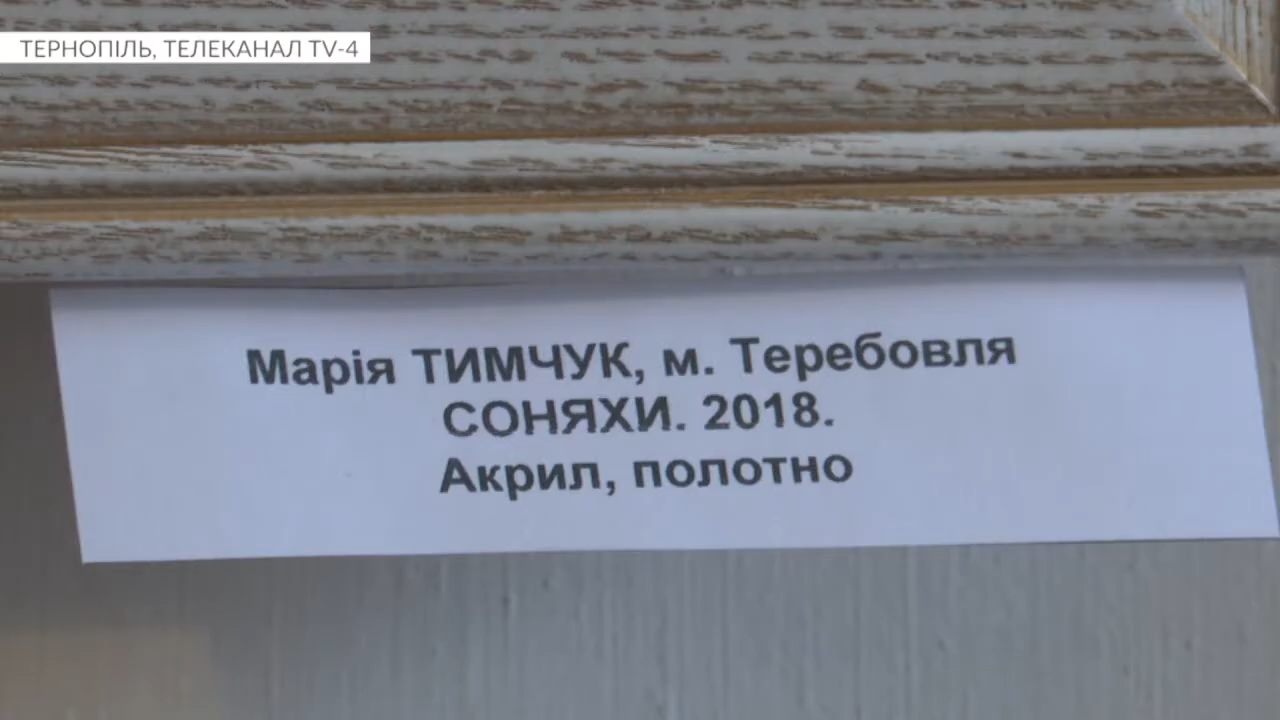 ТЕРНОПІЛЬ, ТЕЛЕКАНАЛ TV-4
Марія ТИМЧУК, м. Теребовля
СОНЯХИ. 2018.
Акрил, полотно